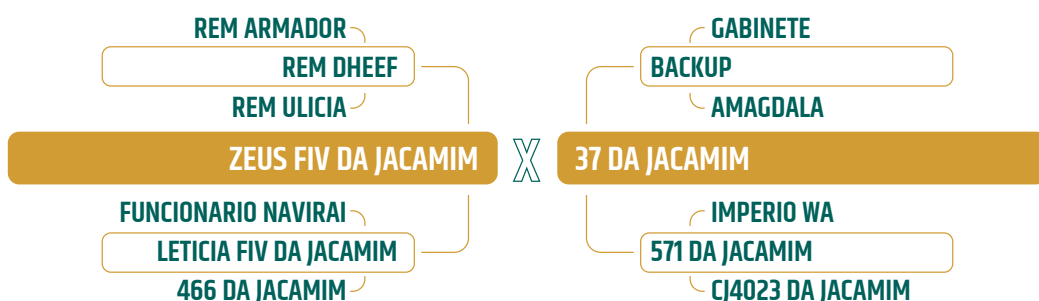 REM ARMADOR
REM DHEEF
REM ULICIA
ZEUS FIV DA JACAMIM
FUNCIONARIO NAVIRAI
LETICIA FIV DA JACAMIM
466 DA JACAMIM
X
GABINETE
BACKUP
AMAGDALA
37 DA JACAMIM
IMPERIO WA
571 DA JACAMIM
CJ4023 DA JACAMIM